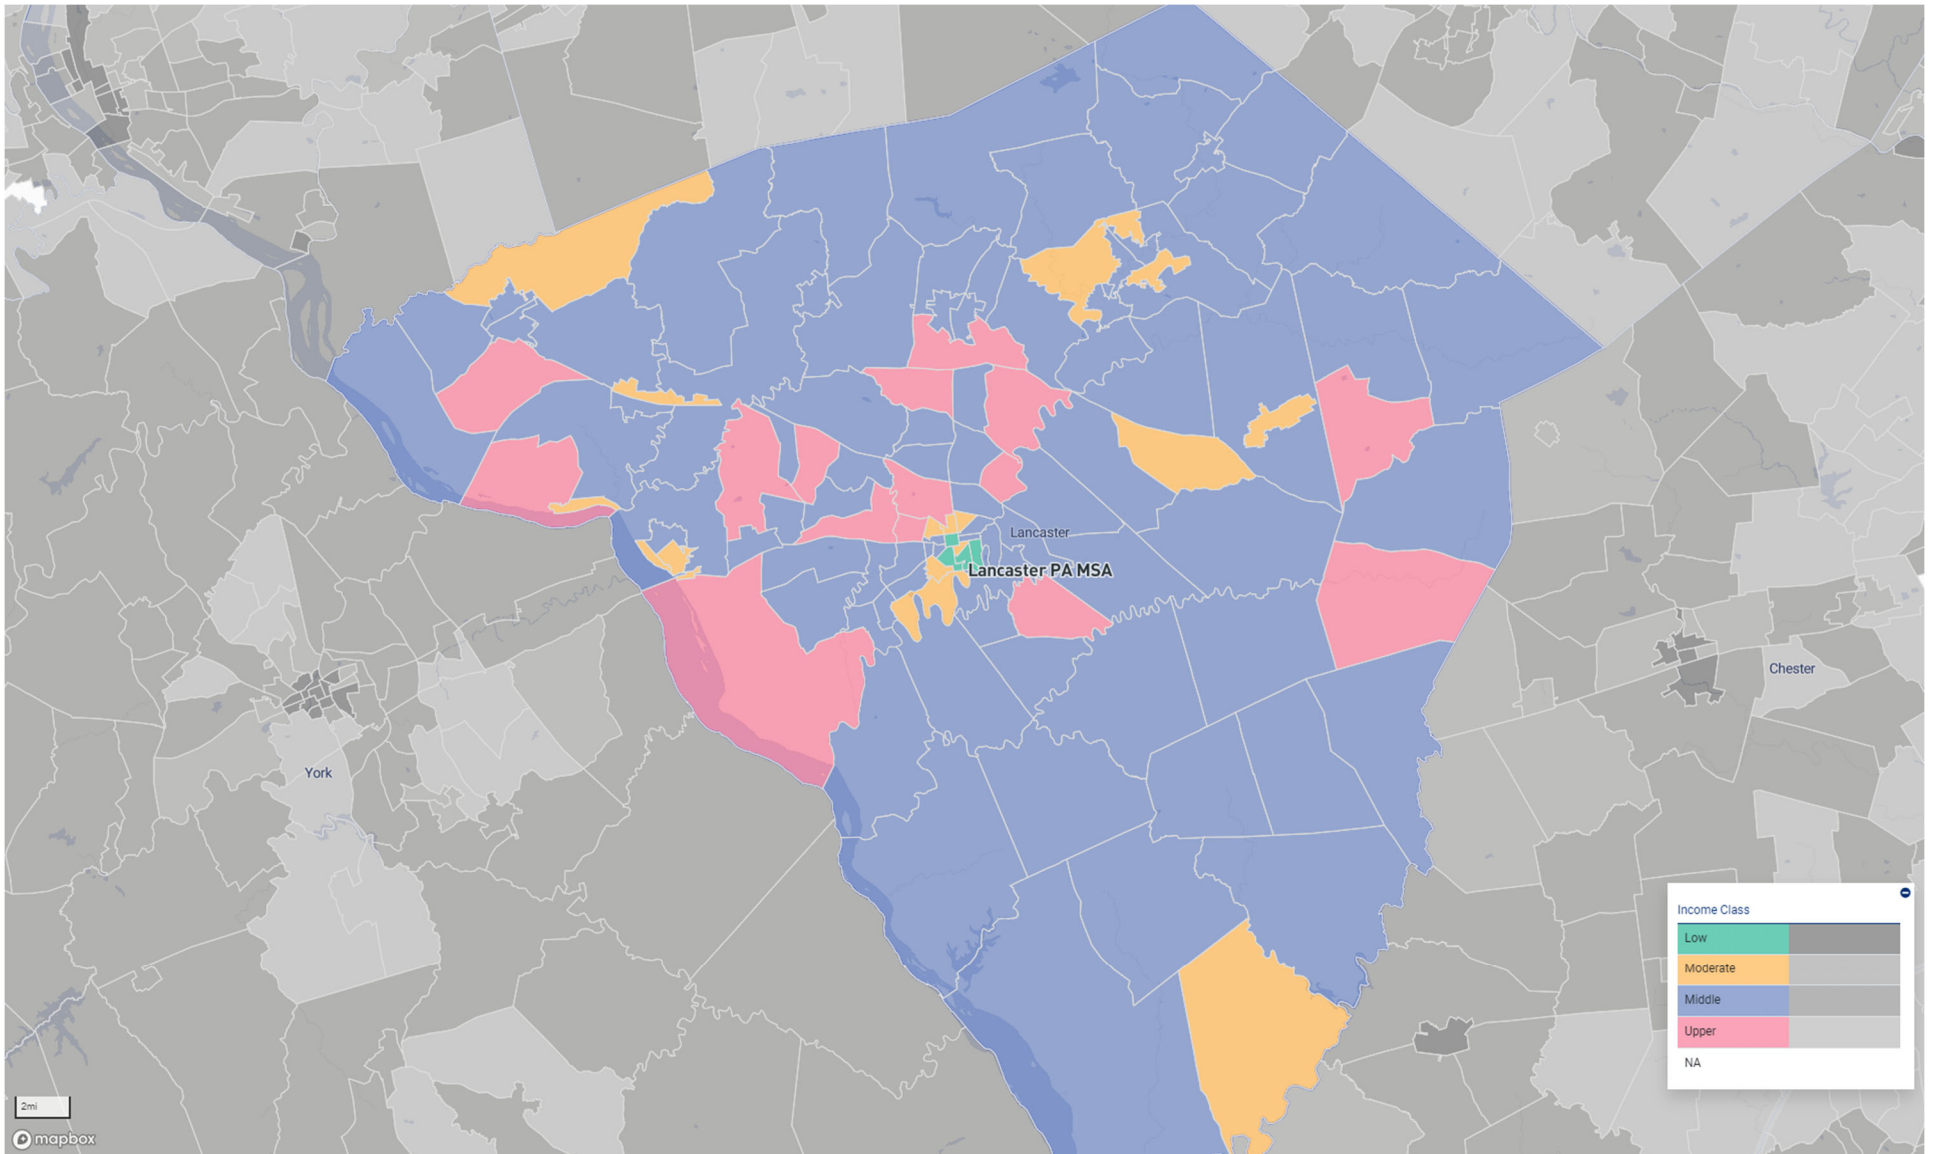 Lancaster
Lancaster PA MSA
Chester
York
Income Class
Low
Moderate
Middle
Upper
NA
2mi
mapbox